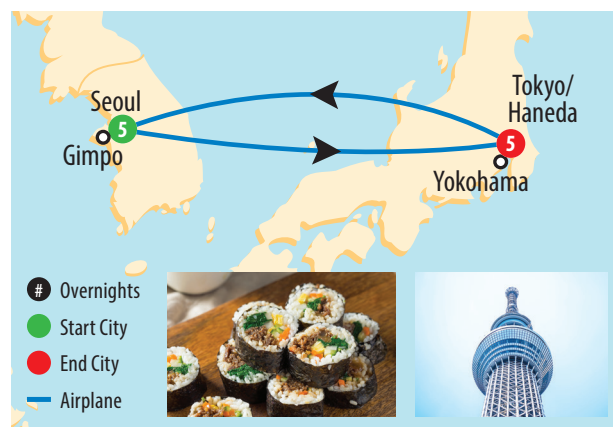 Seoul
5
Gimpo
Tokyo/
Haneda
5
Yokohama
# Overnights
Start City
End City
Airplane